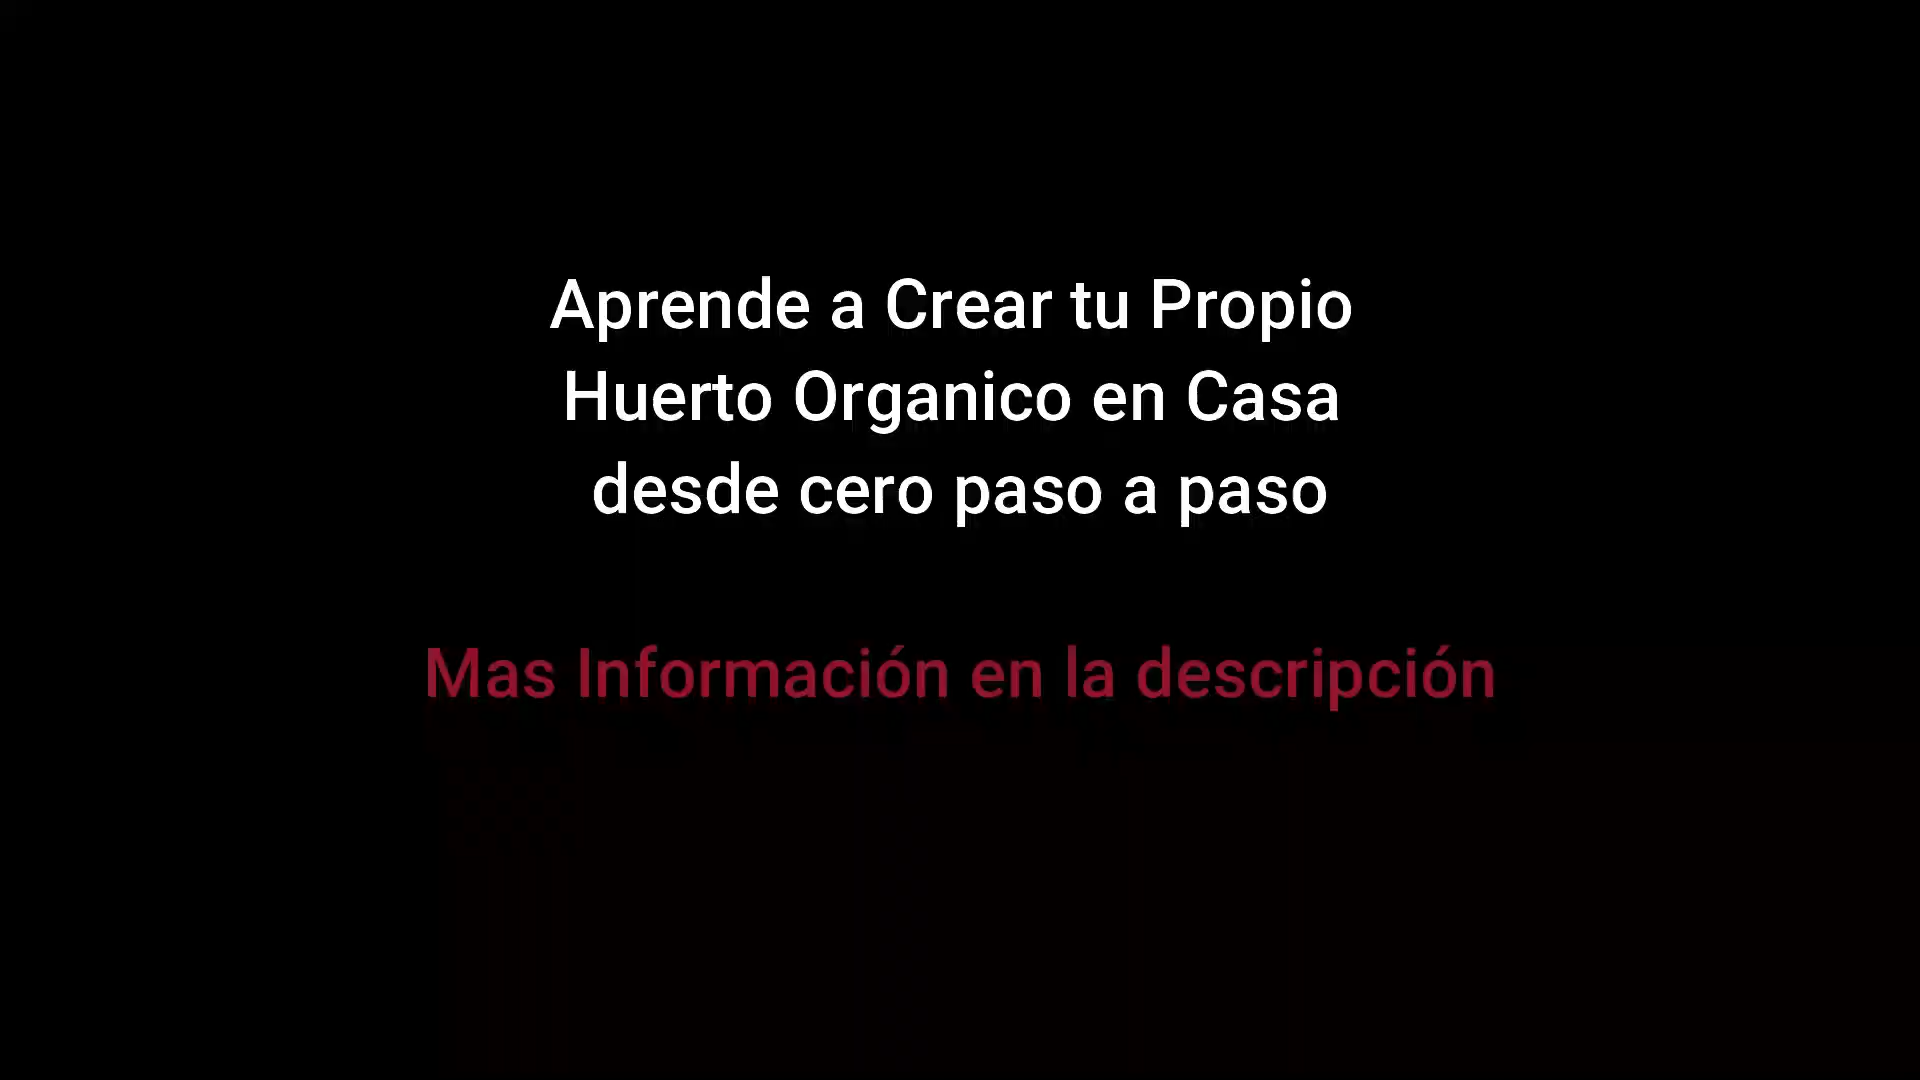 Aprende a Crear tu Propio
Huerto Organico en Casa
desde cero paso a paso
Mas Información en la descripción